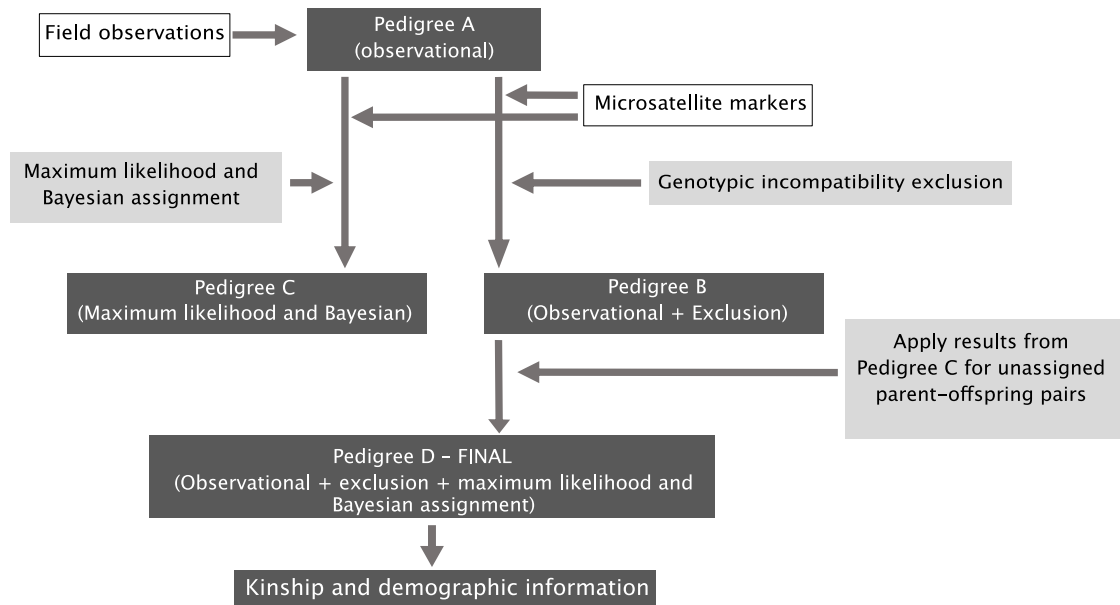 Field observations
Pedigree A
(observational)
Microsatellite markers
Maximum likelihood and
Bayesian assignment
Genotypic incompatibility exclusion
Pedigree C
(Maximum likelihood and Bayesian)
Pedigree B
(Observational + Exclusion)
Apply results from
Pedigree C for unassigned
parent–offspring pairs
Pedigree D – FINAL
(Observational + exclusion + maximum likelihood and
Bayesian assignment)
Kinship and demographic information